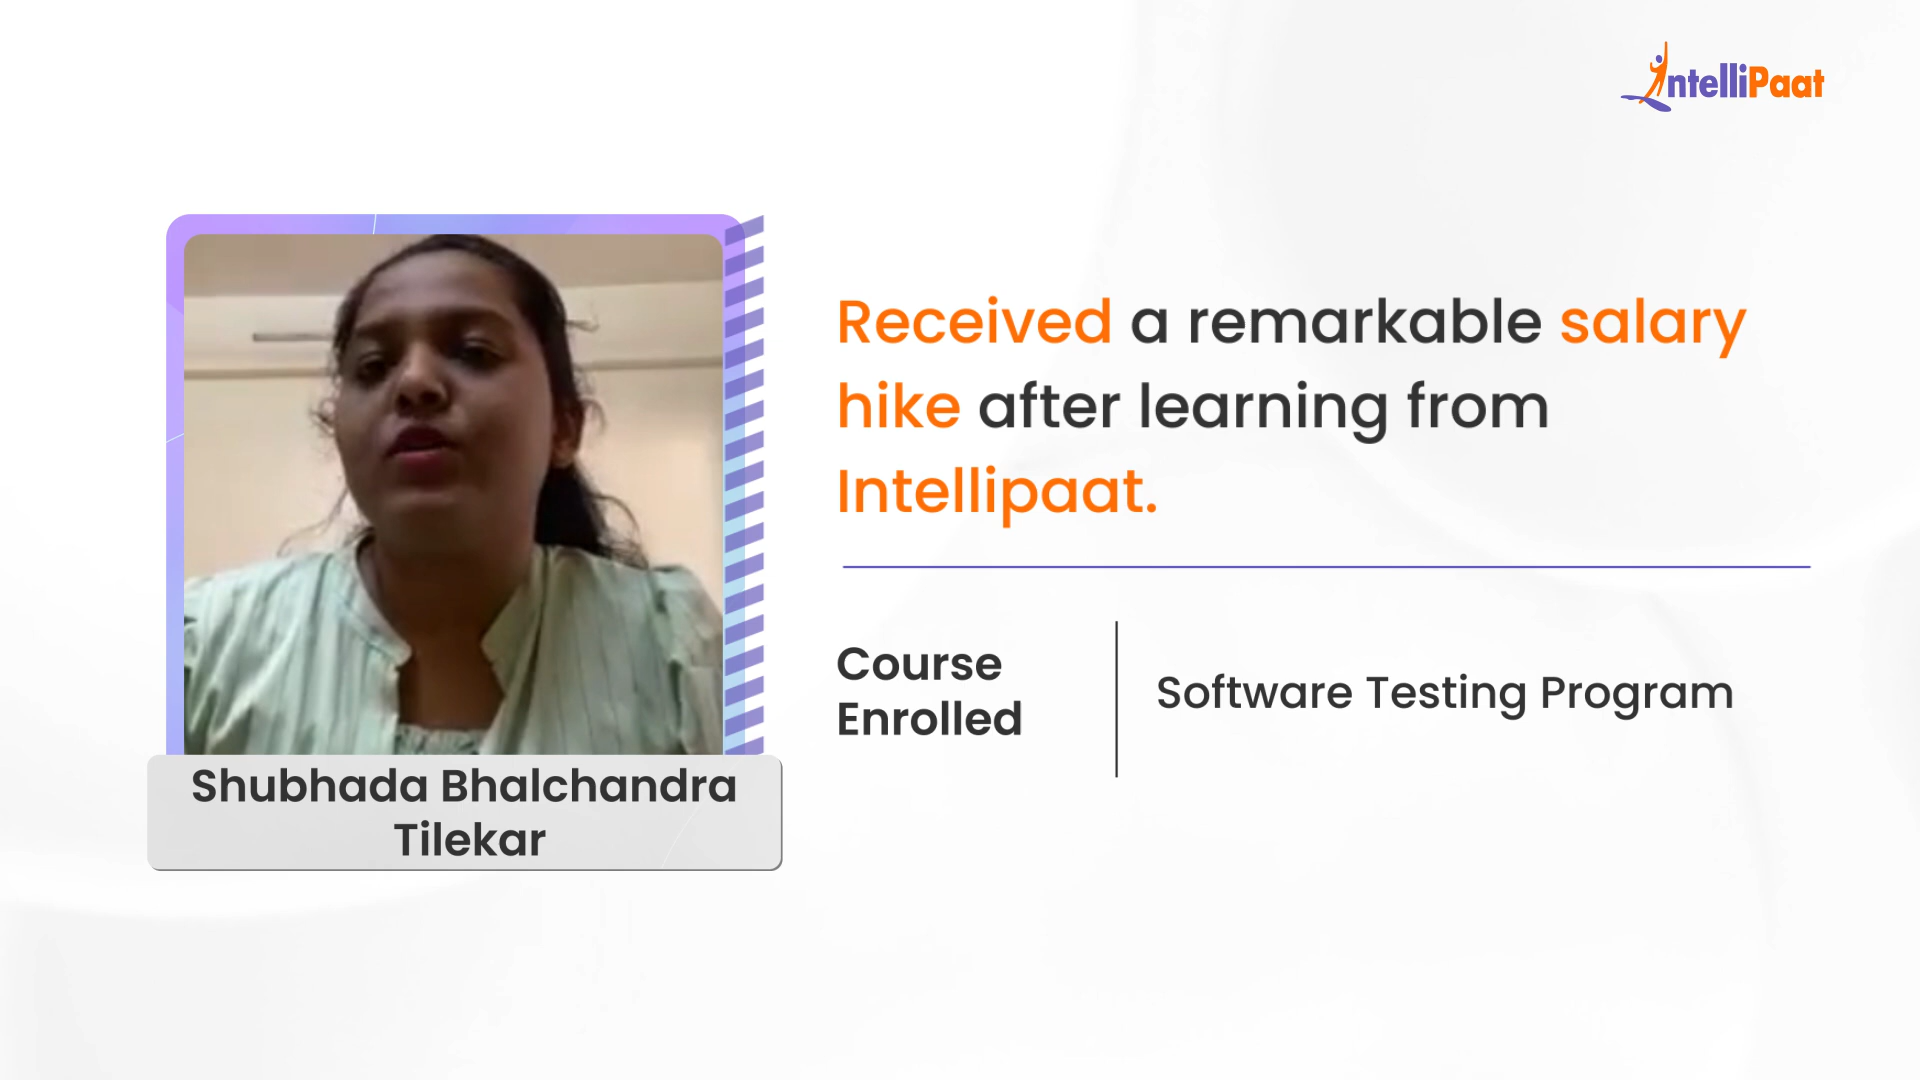 IntelliPaat
Received a remarkable salary
hike after learning from
Intellipaat.
Course
Enrolled
Software Testing Program
Shubhada Bhalchandra
Tilekar